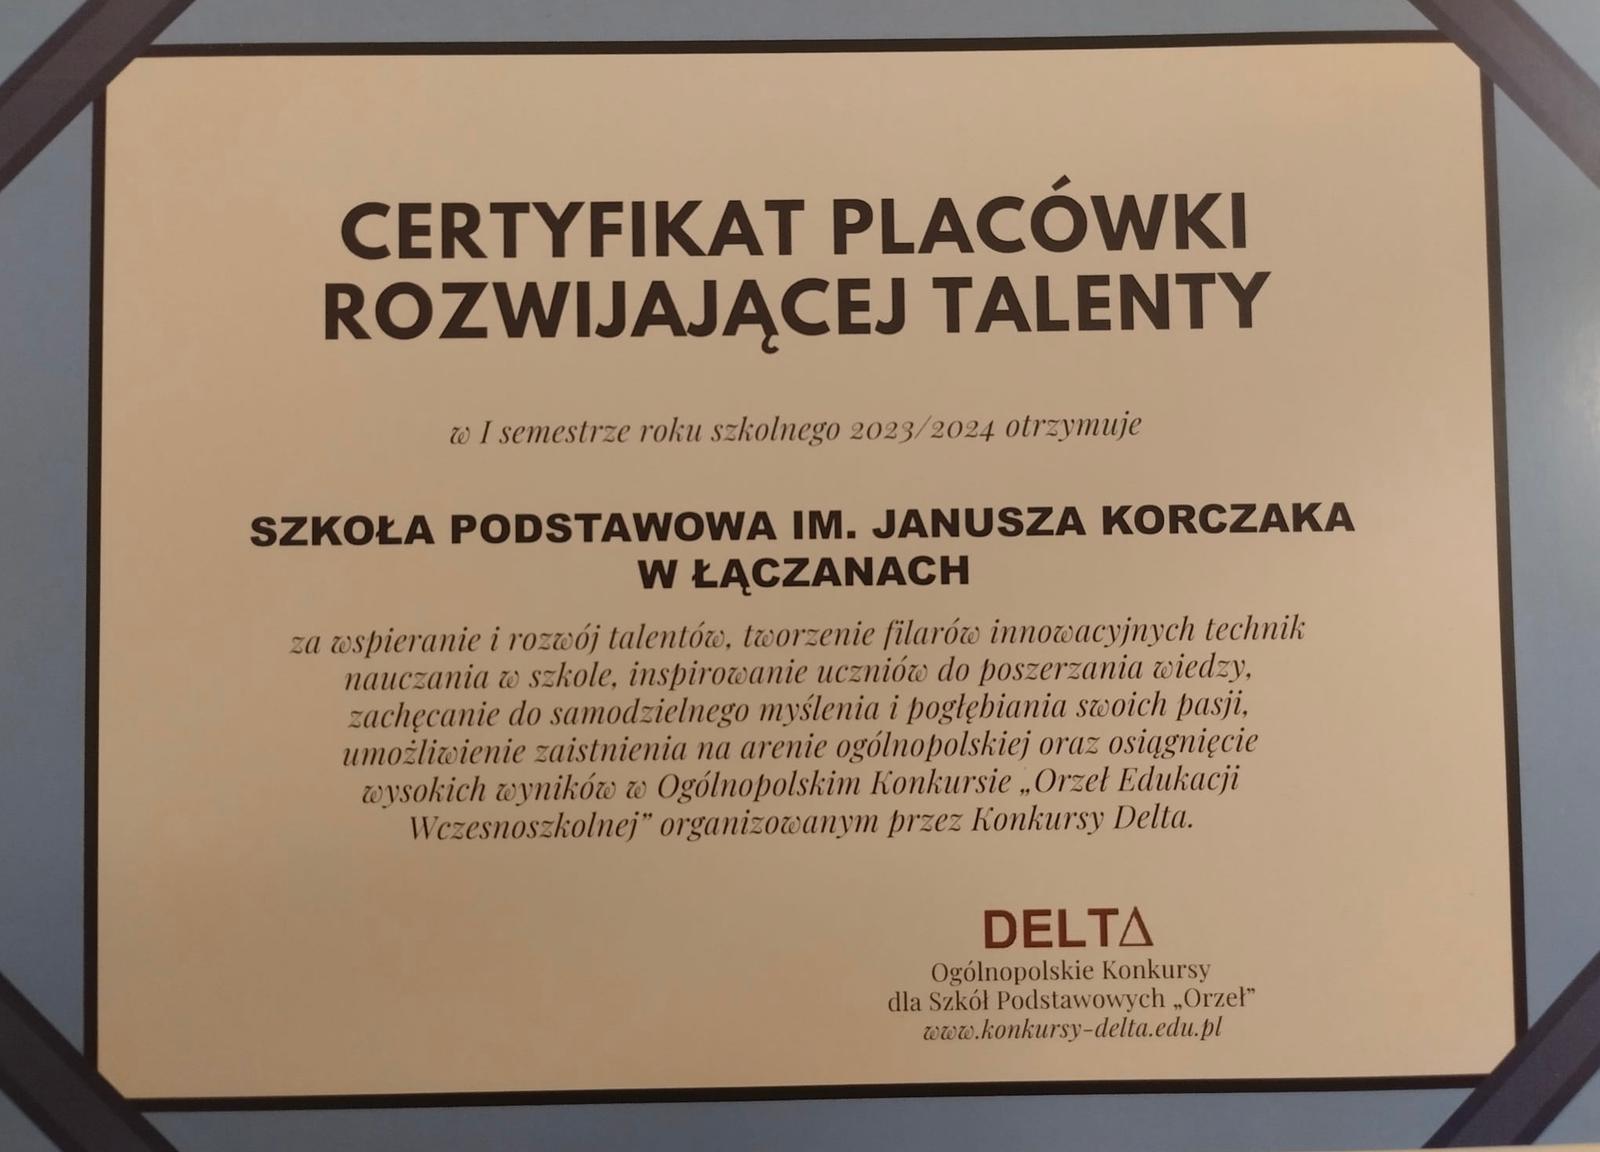 CERTYFIKAT PLACÓWKI
ROZWIJAJĄCEJ TALENTY
w I semestrze roku szkolnego 2023/2024 otrzymuje
SZKOŁA PODSTAWOWA IM. JANUSZA KORCZAKA
W ŁĄCZANACH
za wspieranie i rozwój talentów, tworzenie filarów innowacyjnych technik
nauczania w szkole, inspirowanie uczniów do poszerzania wiedzy,
zachęcanie do samodzielnego myślenia i pogłębiania swoich pasji,
umożliwienie zaistnienia na arenie ogólnopolskiej oraz osiągnięcie
wysokich wyników w Ogólnopolskim Konkursie „Orzeł Edukacji
Wczesnoszkolnej” organizowanym przez Konkursy Delta.
DELTΔ
Ogólnopolskie Konkursy
dla Szkół Podstawowych „Orzeł”
www.konkursy-delta.edu.pl